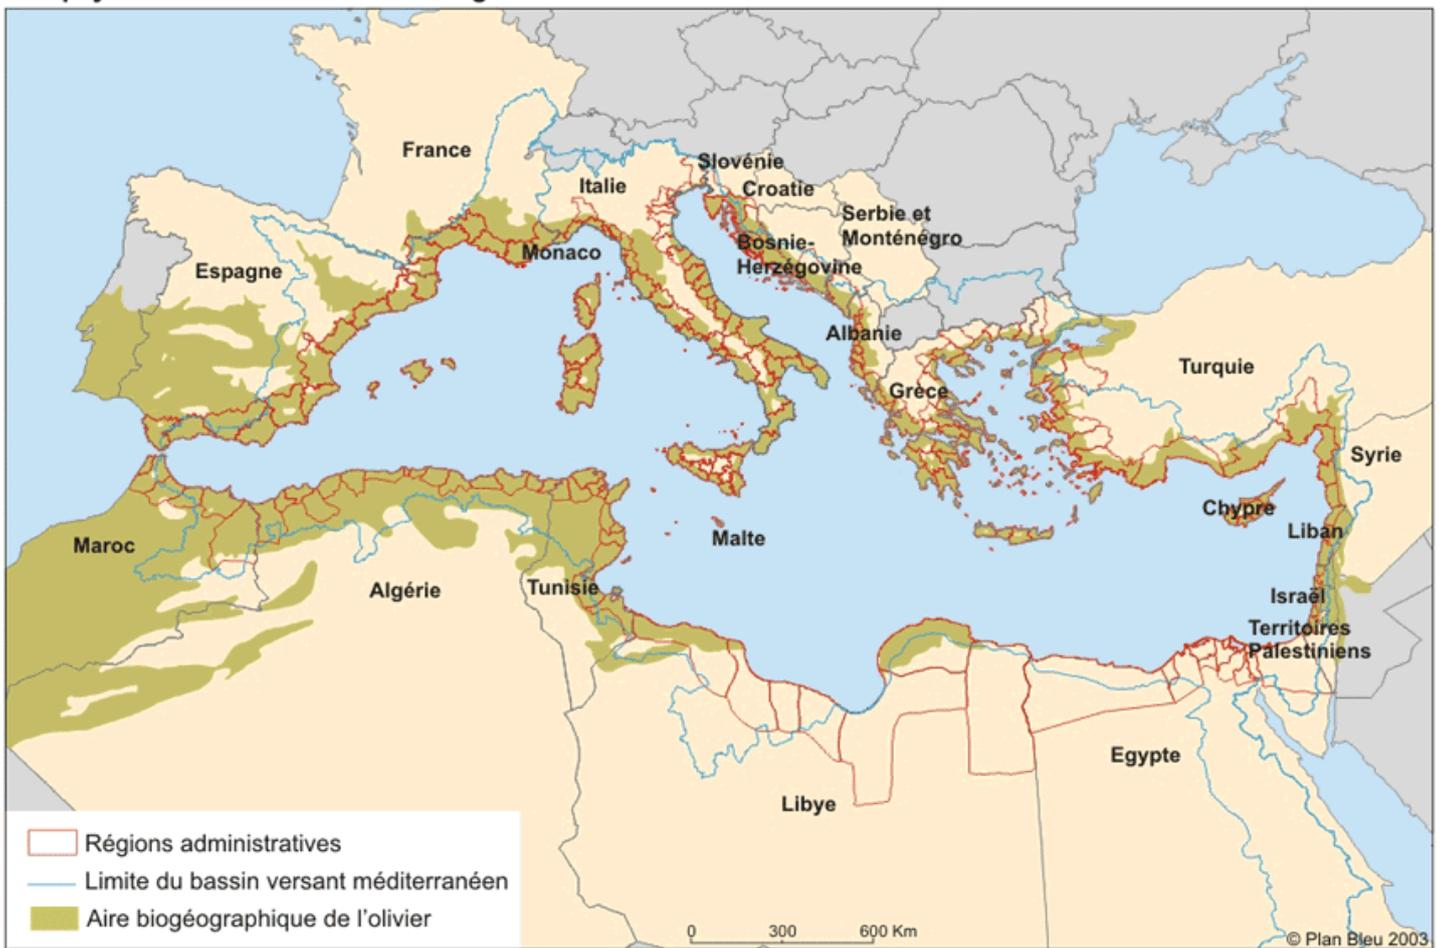 France
Slovénie
Italie
Croatie
Serbie et
Monténégro
Bosnie-
Herzégovine
Monaco
Espagne
Albanie
Turquie
Grèce
Syrie
Chypre
Liban
Malte
Maroc
Algérie
Tunisie
Israël
Territoires
Palestiniens
Egypte
Libye
Régions administratives
Limite du bassin versant méditerranéen
Aire biogéographique de l'olivier
0 300 600 Km
© Plan Bleu 2003